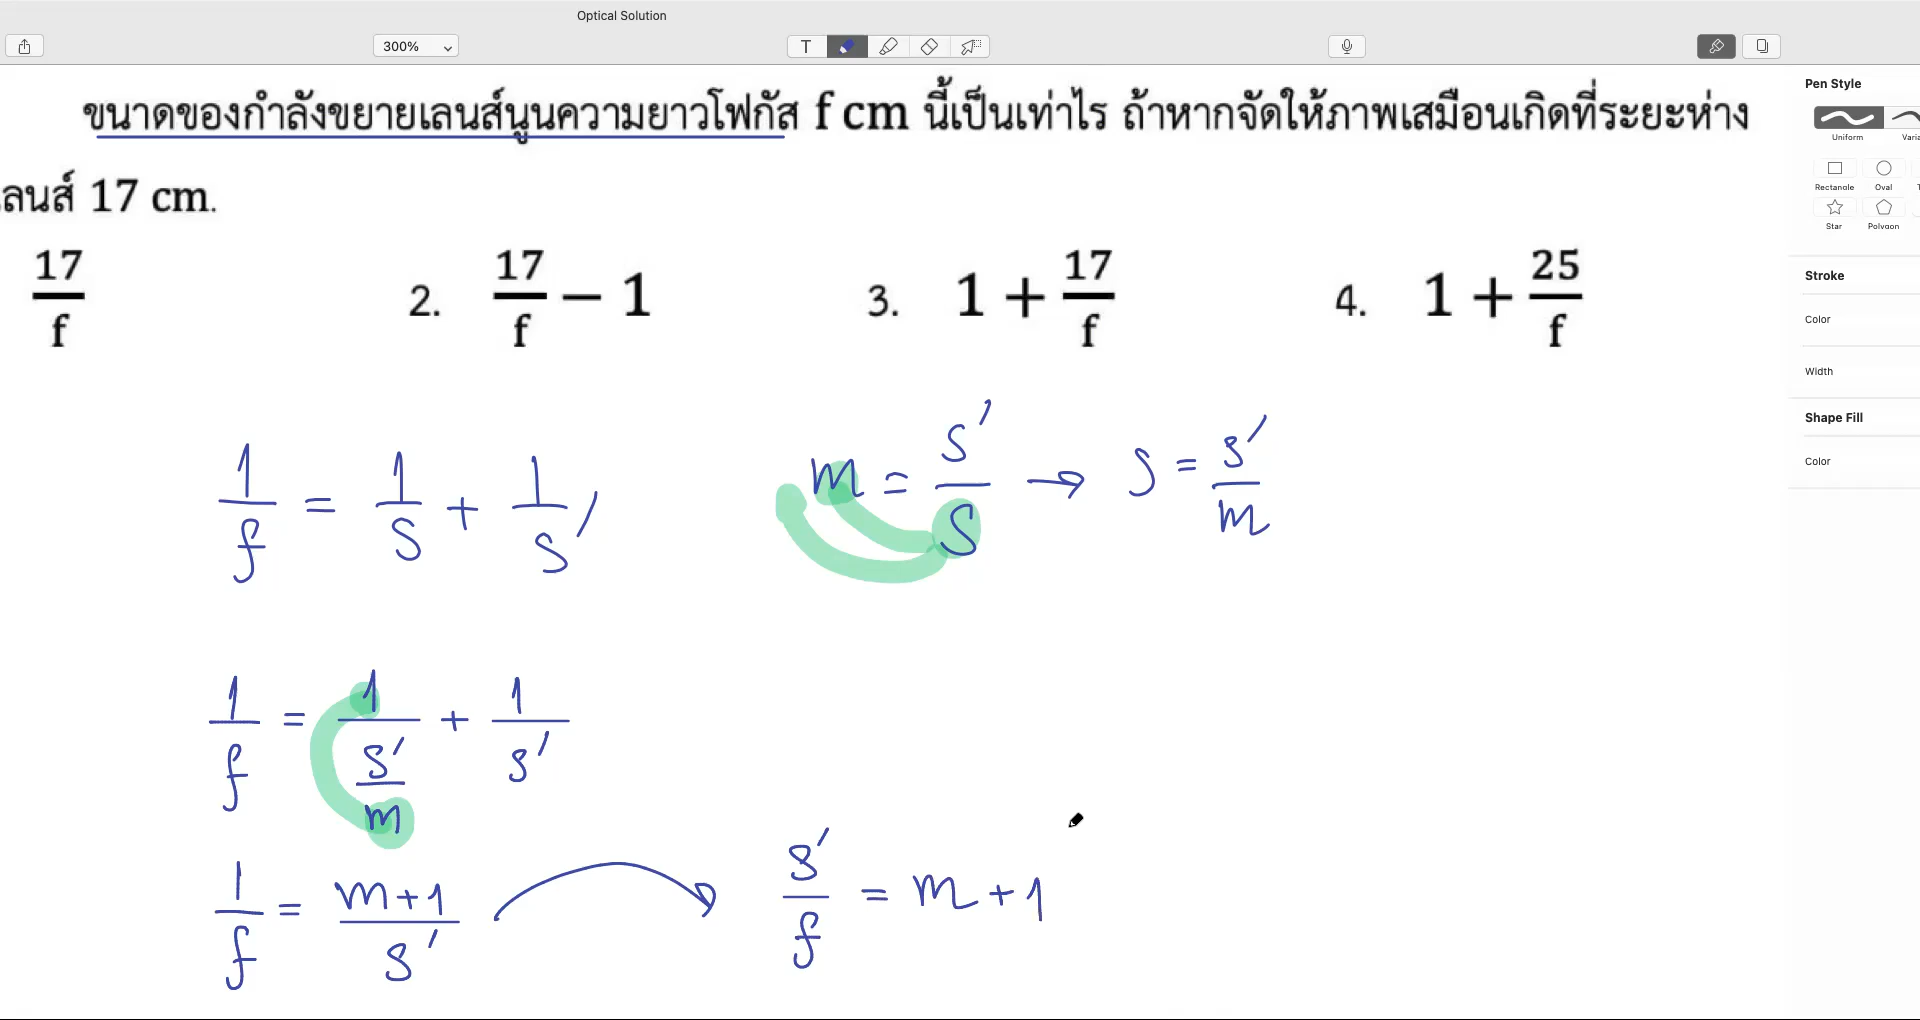 Optical Solution
300%
T
Pen Style
Uniform
Rectangle Oval
Star Polygon
Stroke
Color
Width
Shape Fill
Color
ขนาดของกำลังขยายเลนส์นูนความยาวโฟกัส f cm นี้เป็นเท่าไร ถ้าหากจัดให้ภาพเสมือนเกิดที่ระยะห่าง
ลนส์ 17 cm.
17/f 2. 17/f − 1 3. 1 + 17/f 4. 1 + 25/f
1/f = 1/S + 1/S′ m = S′/S → S = S′/m
1/f = 1/(S′/m) + 1/S′
1/f = (m+1)/S′ S′/f = m + 1